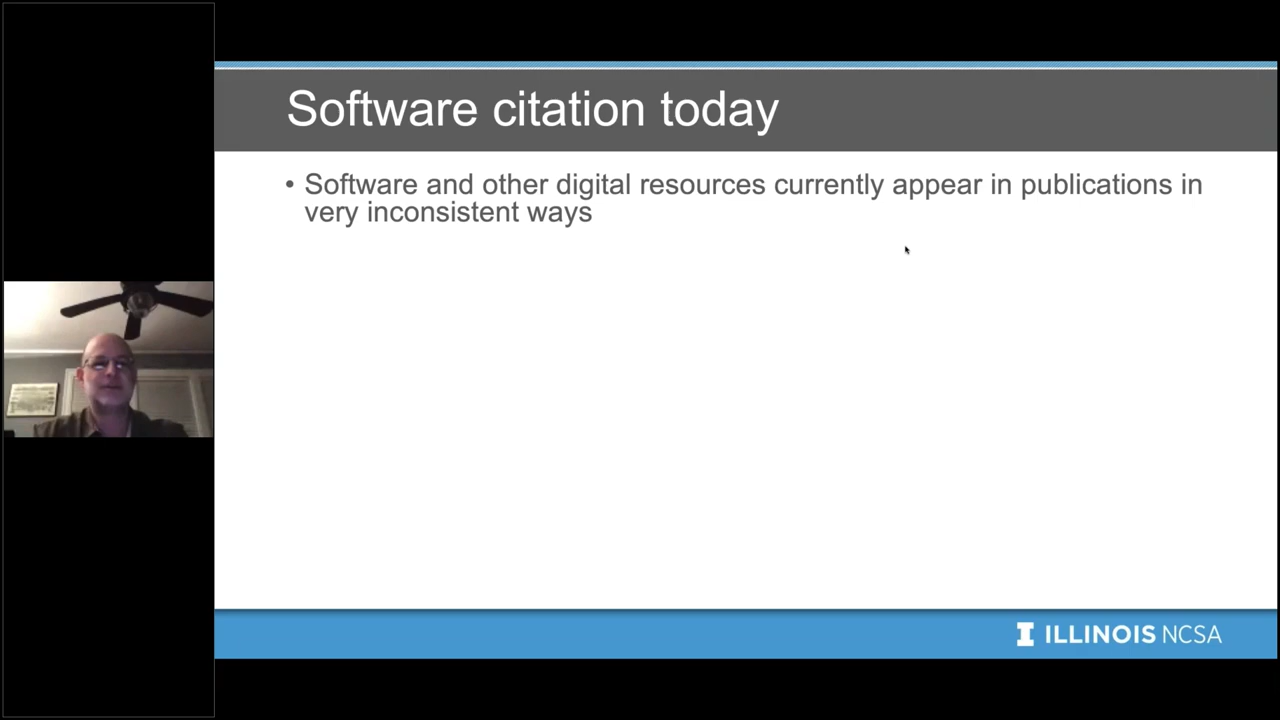 Software citation today
• Software and other digital resources currently appear in publications in
very inconsistent ways
ILLINOIS NCSA